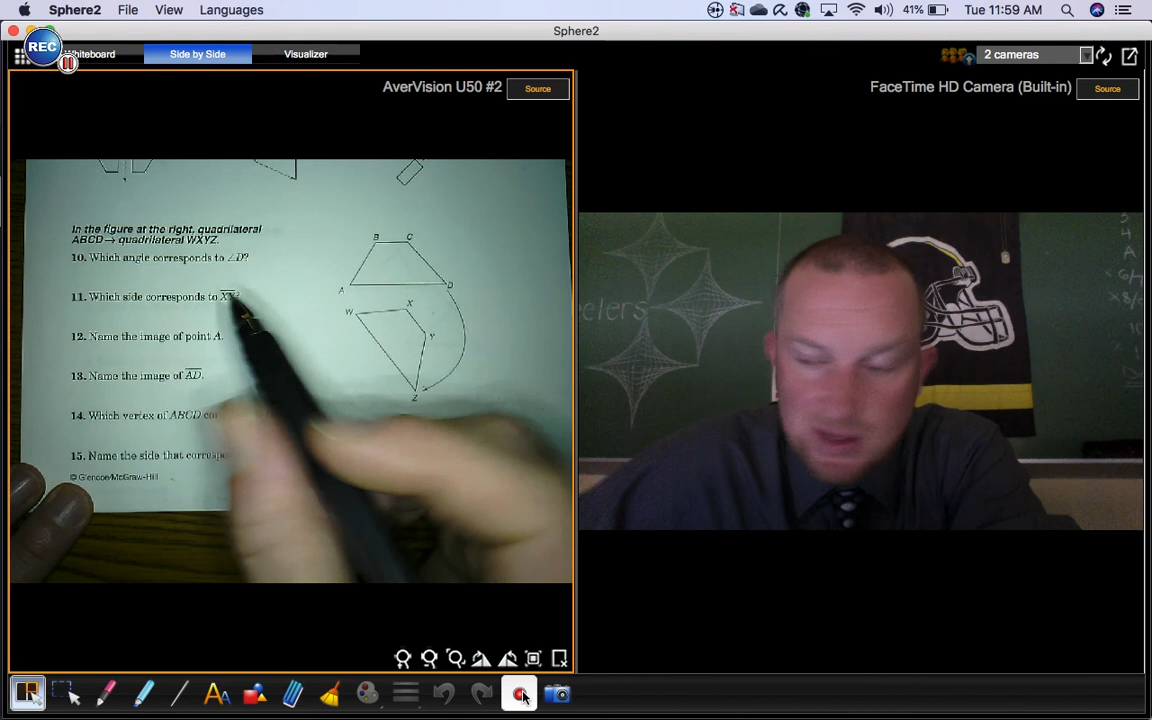 Sphere2 File View Languages 41% Tue 11:59 AM
Sphere2
REC Whiteboard Side by Side Visualizer 2 cameras
AverVision U50 #2 Source
FaceTime HD Camera (Built-in) Source
In the figure at the right, quadrilateral
ABCD → quadrilateral WXYZ.
10. Which angle corresponds to ∠D?
11. Which side corresponds to
12. Name the image of point A.
13. Name the image of AD.
14. Which vertex of ABCD
15. Name the side that
© Glencoe/McGraw-Hill
B C
A D
W X
Y
Z